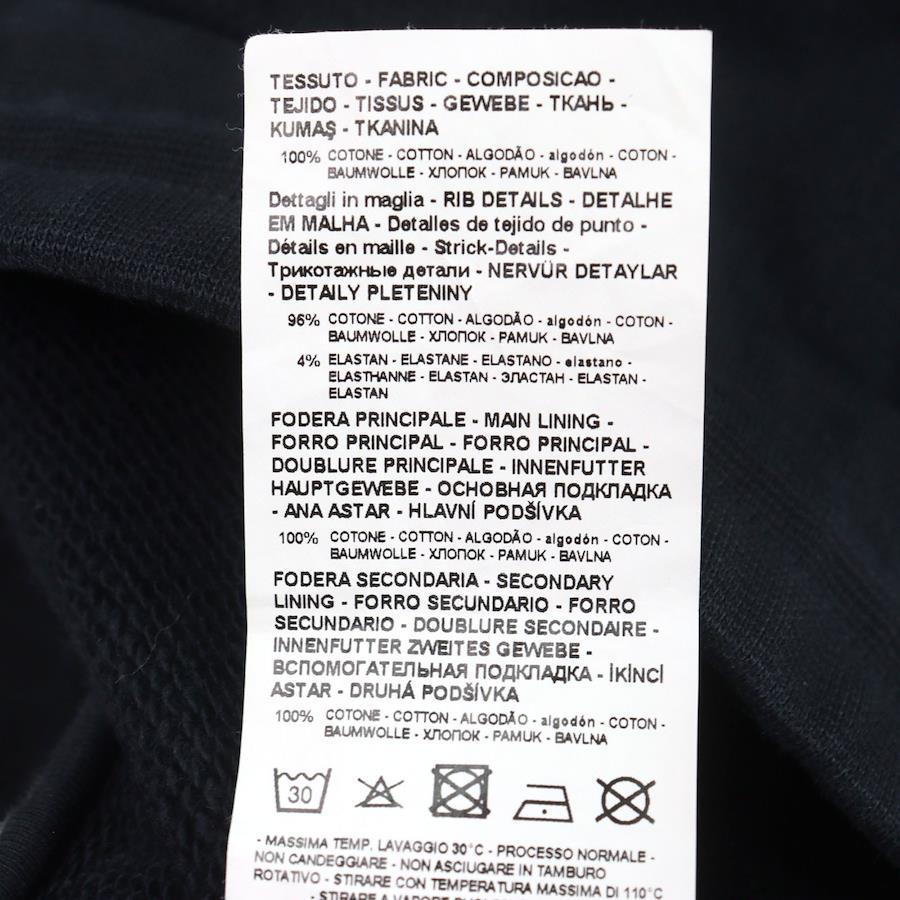 TESSUTO - FABRIC - COMPOSICAO -
TEJIDO - TISSUS - GEWEBE - ТКАНЬ -
KUMAŞ - TKANINA
100% COTONE - COTTON - ALGODÃO - algodón - COTON -
BAUMWOLLE - ХЛОПОК - PAMUK - BAVLNA
Dettagli in maglia - RIB DETAILS - DETALHE
EM MALHA - Detalles de tejido de punto -
Détails en maille - Strick-Details -
Трикотажные детали - NERVÜR DETAYLAR
- DETAILY PLETENINY
96% COTONE - COTTON - ALGODÃO - algodón - COTON -
BAUMWOLLE - ХЛОПОК - PAMUK - BAVLNA
4% ELASTAN - ELASTANE - ELASTANO - elastano -
ELASTHANNE - ELASTAN - ЭЛАСТАН - ELASTAN -
ELASTAN
FODERA PRINCIPALE - MAIN LINING -
FORRO PRINCIPAL - FORRO PRINCIPAL -
DOUBLURE PRINCIPALE - INNENFUTTER
HAUPTGEWEBE - ОСНОВНАЯ ПОДКЛАДКА
- ANA ASTAR - HLAVNÍ PODŠÍVKA
100% COTONE - COTTON - ALGODÃO - algodón - COTON -
BAUMWOLLE - ХЛОПОК - PAMUK - BAVLNA
FODERA SECONDARIA - SECONDARY
LINING - FORRO SECUNDARIO - FORRO
SECUNDARIO - DOUBLURE SECONDAIRE -
INNENFUTTER ZWEITES GEWEBE -
ВСПОМОГАТЕЛЬНАЯ ПОДКЛАДКА - İKİNCİ
ASTAR - DRUHÁ PODŠÍVKA
100% COTONE - COTTON - ALGODÃO - algodón - COTON -
BAUMWOLLE - ХЛОПОК - PAMUK - BAVLNA
30
- MASSIMA TEMP. LAVAGGIO 30°C - PROCESSO NORMALE -
NON CANDEGGIARE - NON ASCIUGARE IN TAMBURO
ROTATIVO - STIRARE CON TEMPERATURA MASSIMA DI 110°C
- STIRARE A VAPORE